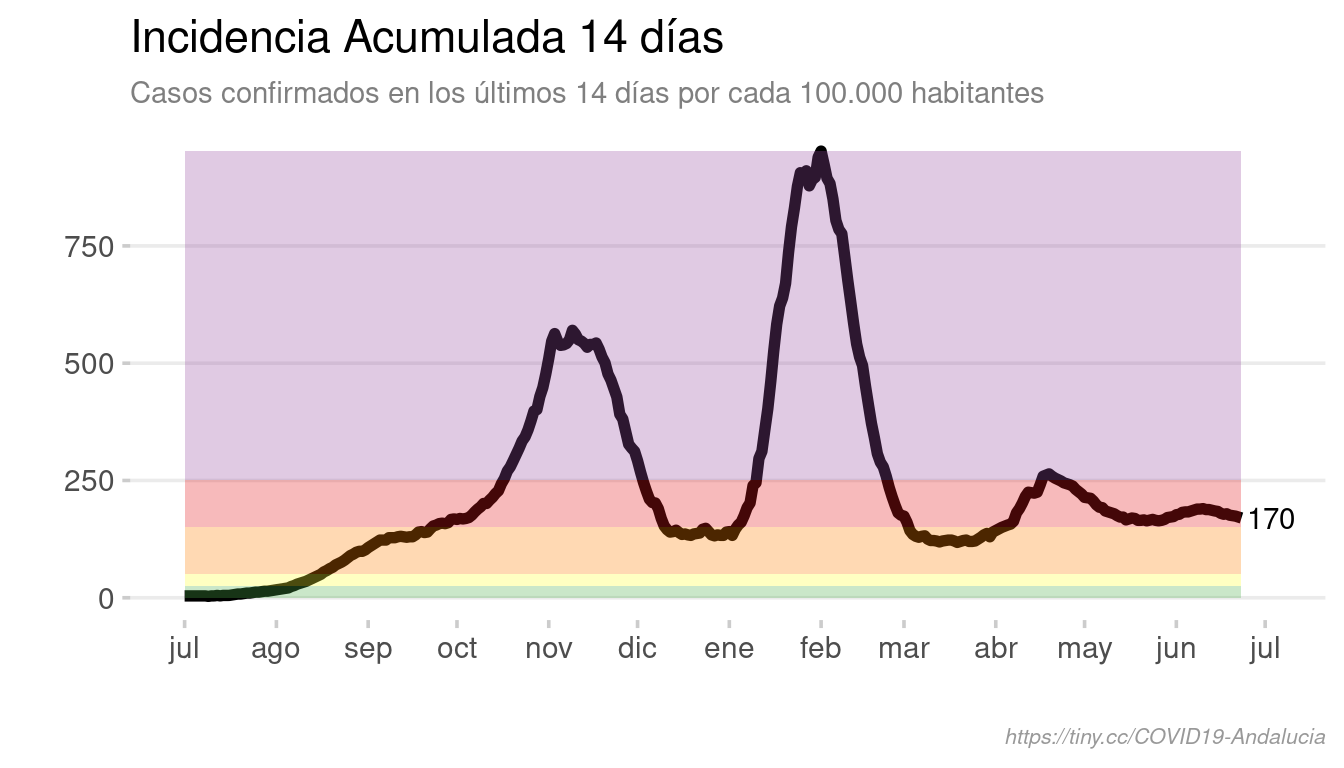 Incidencia Acumulada 14 días
Casos confirmados en los últimos 14 días por cada 100.000 habitantes
750
500
250
0
170
jul ago sep oct nov dic ene feb mar abr may jun jul
https://tiny.cc/COVID19-Andalucia